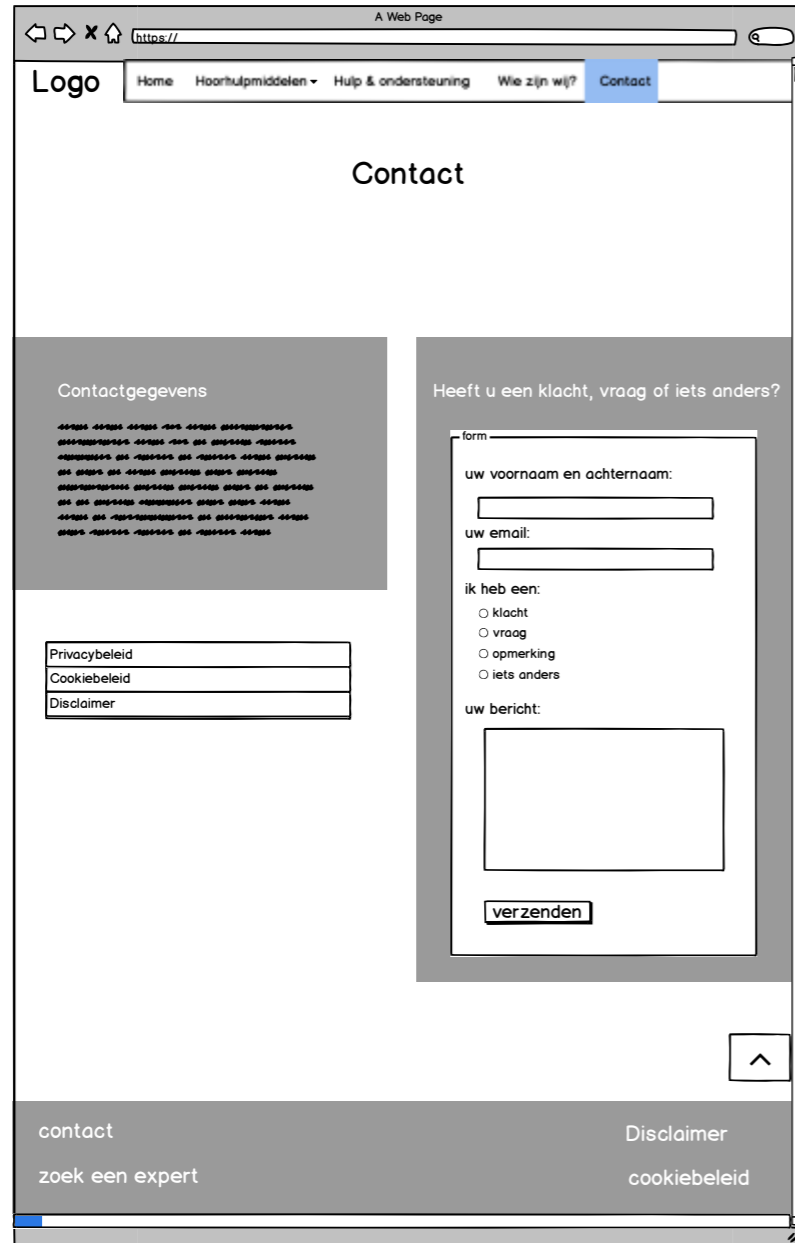 A Web Page
https://
Logo
Home Hoorhulpmiddelen Hulp & ondersteuning Wie zijn wij? Contact
Contact
Contactgegevens
Privacybeleid
Cookiebeleid
Disclaimer
Heeft u een klacht, vraag of iets anders?
form
uw voornaam en achternaam:
uw email:
ik heb een:
klacht
vraag
opmerking
iets anders
uw bericht:
verzenden
contact
zoek een expert
Disclaimer
cookiebeleid